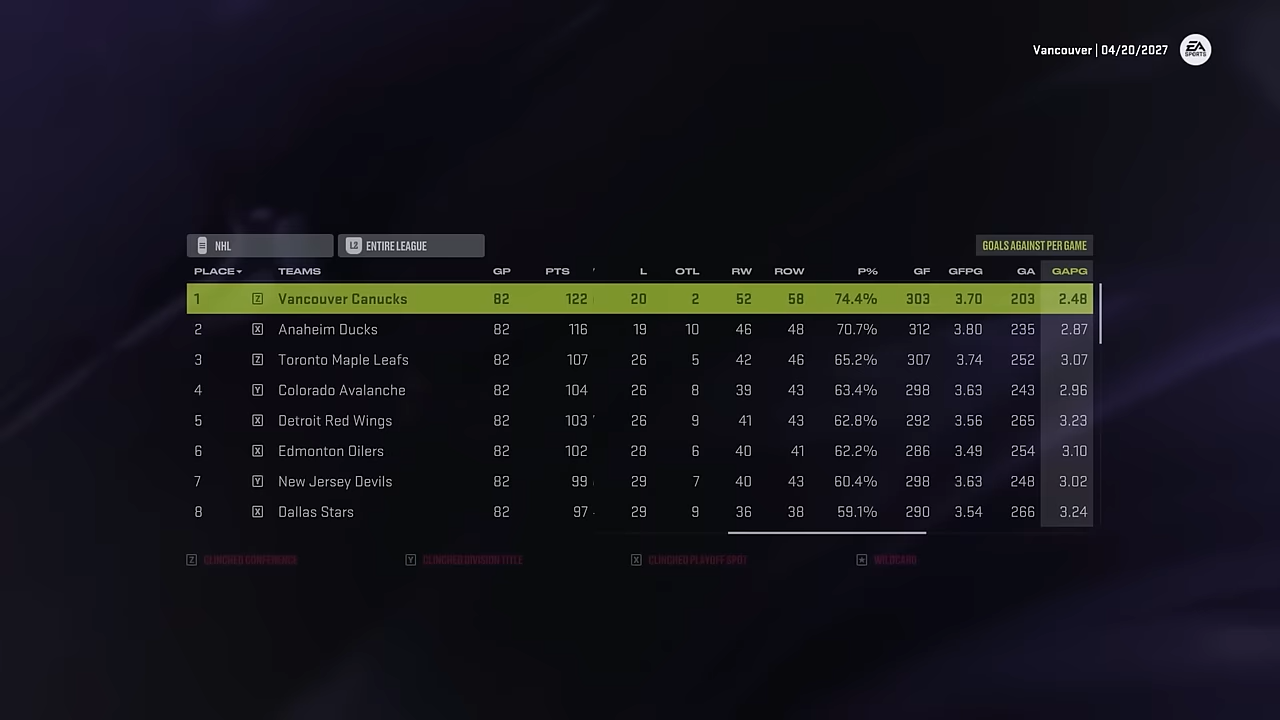 Vancouver | 04/20/2027 EA SPORTS
NHL L2 ENTIRE LEAGUE GOALS AGAINST PER GAME
PLACE TEAMS GP PTS L OTL RW ROW P% GF GFPG GA GAPG
1 Z Vancouver Canucks 82 122 20 2 52 58 74.4% 303 3.70 203 2.48
2 X Anaheim Ducks 82 116 19 10 46 48 70.7% 312 3.80 235 2.87
3 Z Toronto Maple Leafs 82 107 26 5 42 46 65.2% 307 3.74 252 3.07
4 Y Colorado Avalanche 82 104 26 8 39 43 63.4% 298 3.63 243 2.96
5 X Detroit Red Wings 82 103 26 9 41 43 62.8% 292 3.56 265 3.23
6 X Edmonton Oilers 82 102 28 6 40 41 62.2% 286 3.49 254 3.10
7 Y New Jersey Devils 82 99 29 7 40 43 60.4% 298 3.63 248 3.02
8 X Dallas Stars 82 97 29 9 36 38 59.1% 290 3.54 266 3.24
Z CLINCHED CONFERENCE Y CLINCHED DIVISION TITLE X CLINCHED PLAYOFF SPOT ★ WILDCARD